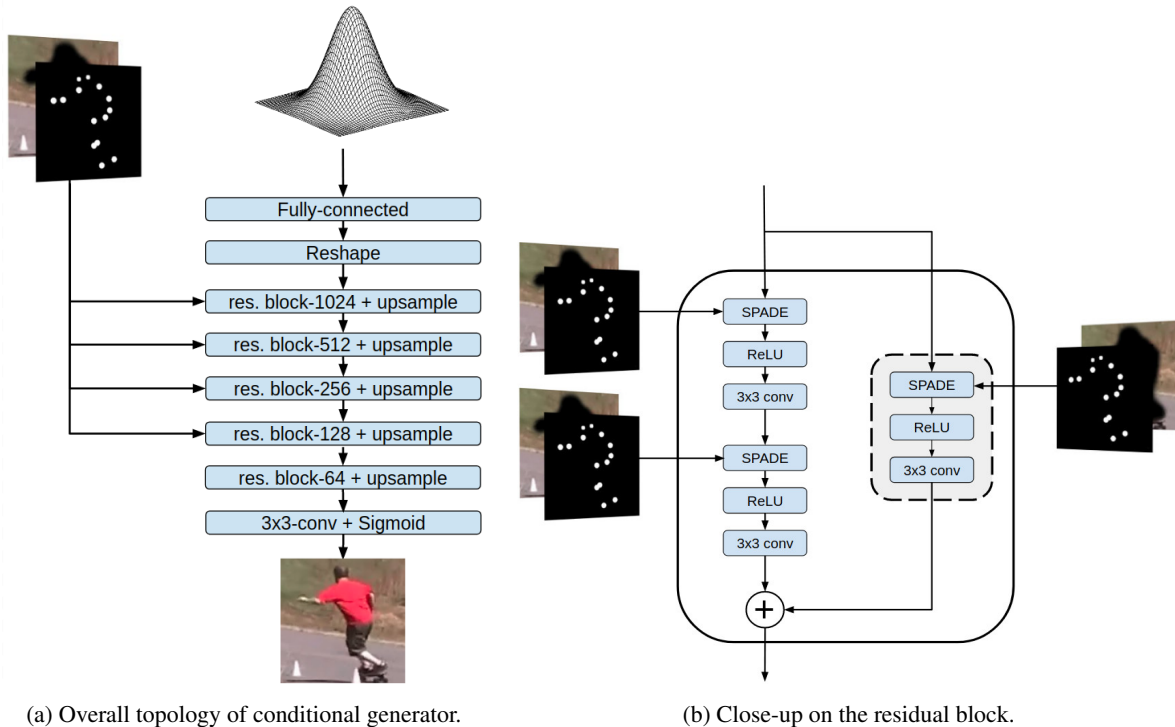 Fully-connected
Reshape
res. block-1024 + upsample
res. block-512 + upsample
res. block-256 + upsample
res. block-128 + upsample
res. block-64 + upsample
3x3-conv + Sigmoid
(a) Overall topology of conditional generator.
SPADE
ReLU
3x3 conv
SPADE
ReLU
3x3 conv
SPADE
ReLU
3x3 conv
+
(b) Close-up on the residual block.